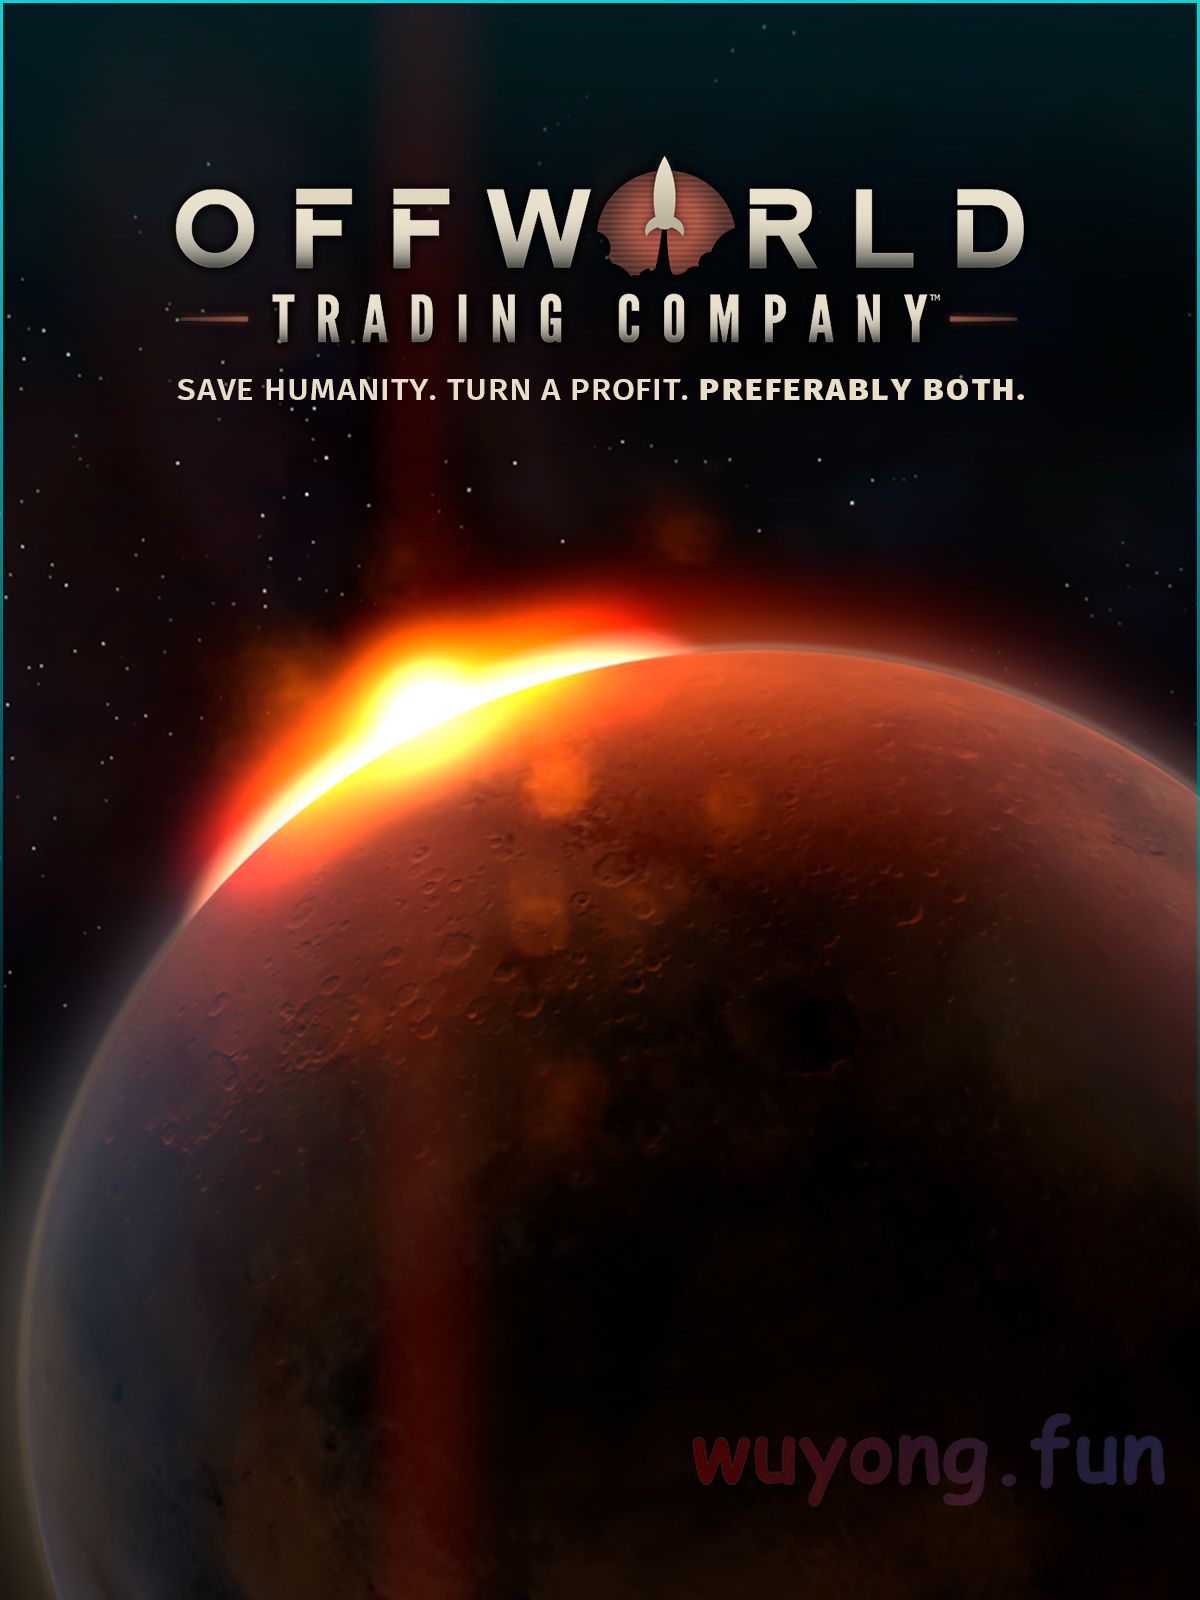 OFFWORLD
TRADING COMPANY™
SAVE HUMANITY. TURN A PROFIT. PREFERABLY BOTH.
wuyong.fun